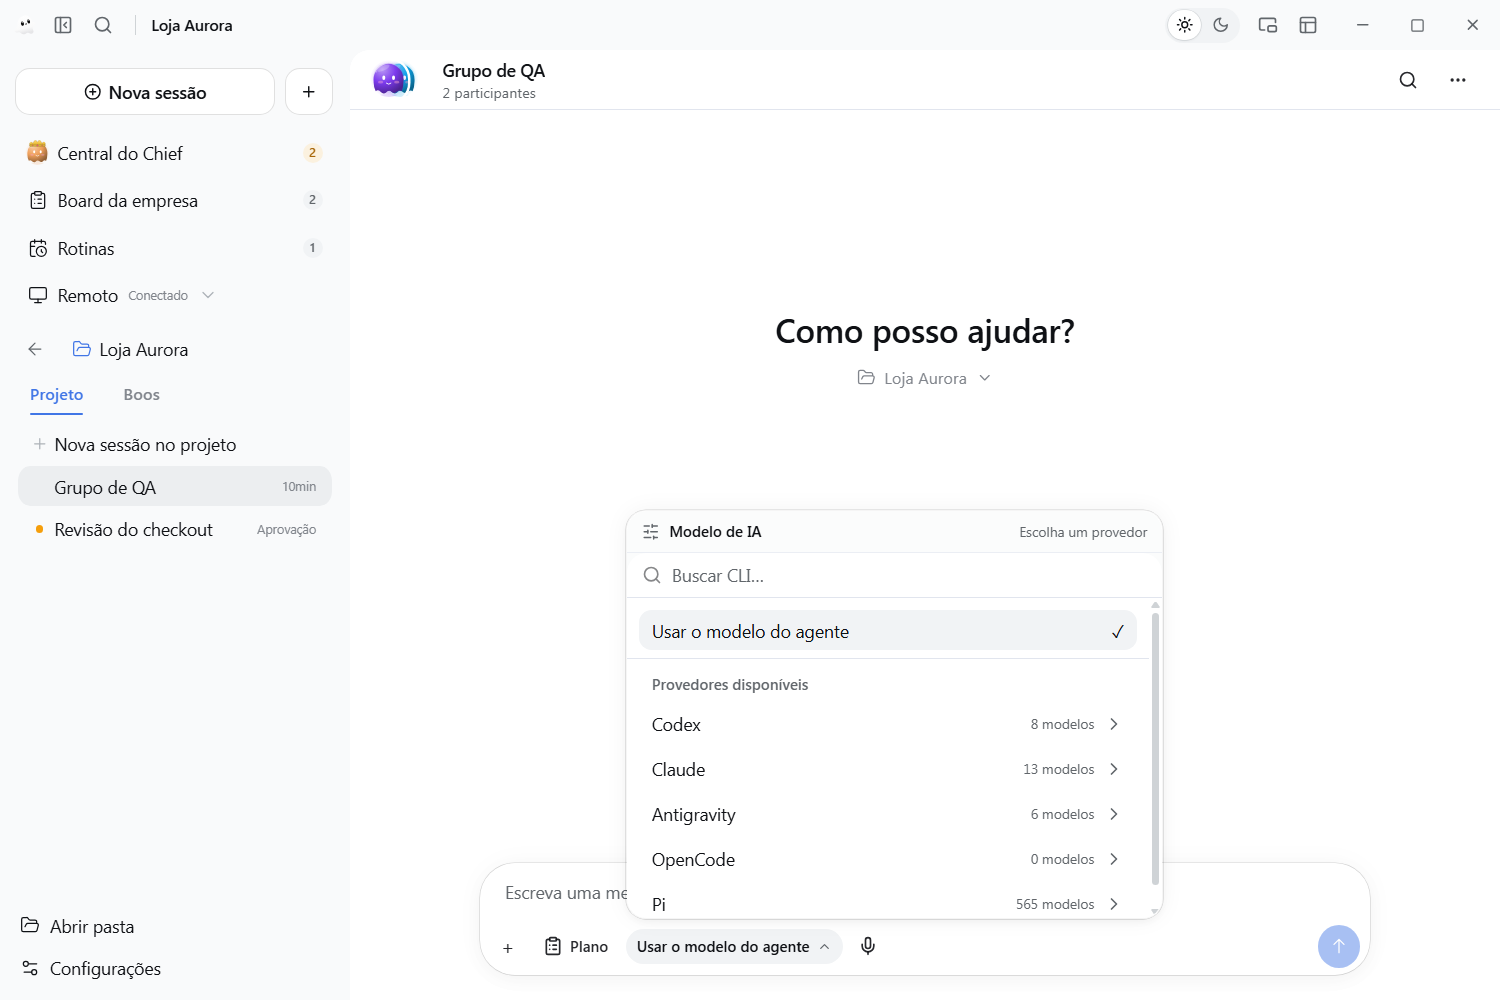 Loja Aurora
Nova sessão
Central do Chief 2
Board da empresa 2
Rotinas 1
Remoto Conectado
Loja Aurora
Projeto Boos
Nova sessão no projeto
Grupo de QA 10min
Revisão do checkout Aprovação
Abrir pasta
Configurações
Grupo de QA
2 participantes
Como posso ajudar?
Loja Aurora
Modelo de IA Escolha um provedor
Buscar CLI...
Usar o modelo do agente
Provedores disponíveis
Codex 8 modelos
Claude 13 modelos
Antigravity 6 modelos
OpenCode 0 modelos
Pi 565 modelos
Escreva uma me
Plano Usar o modelo do agente